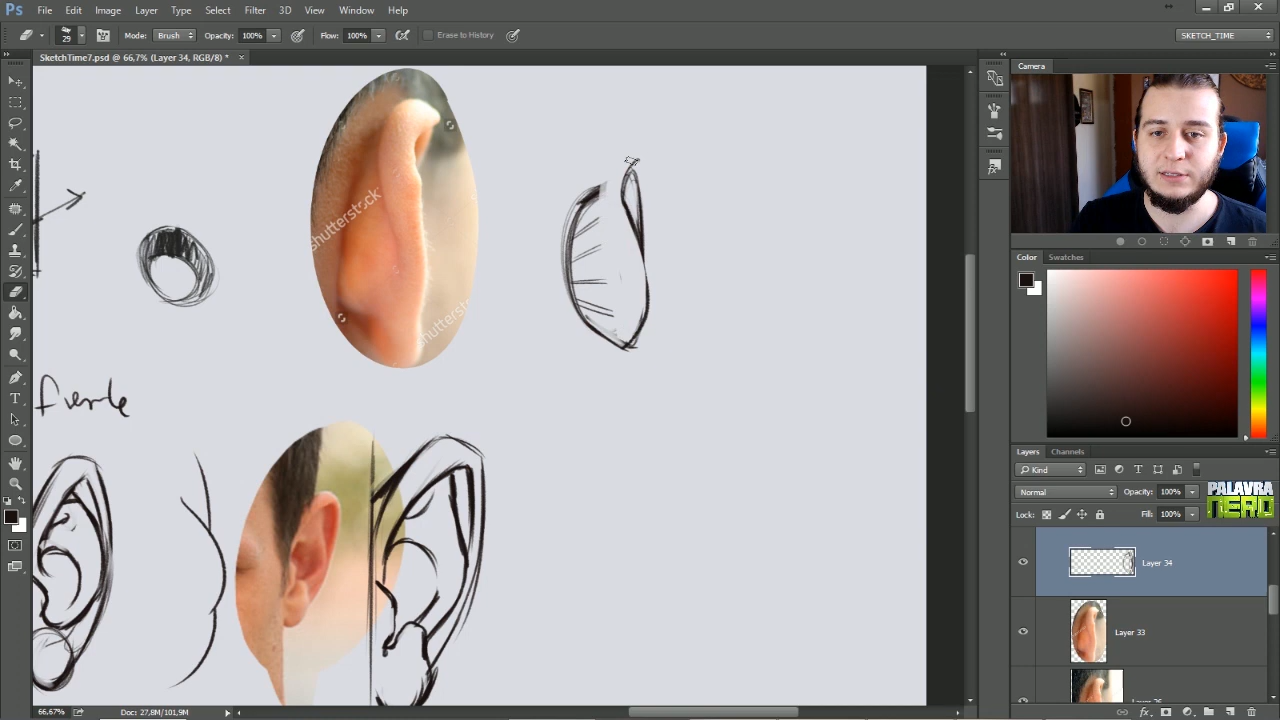 Ps File Edit Image Layer Type Select Filter 3D View Window Help
29 Mode: Brush Opacity: 100% Flow: 100% Erase to History SKETCH_TIME
SketchTime7.psd @ 66,7% (Layer 34, RGB/8) *
Camera
shutterstock
shutterstock
Color Swatches
Layers Channels
Kind
Normal Opacity: 100%
Lock: Fill: 100%
PALAVRA
NERD
Layer 34
Layer 33
66,67% Doc: 27,8M/101,9M